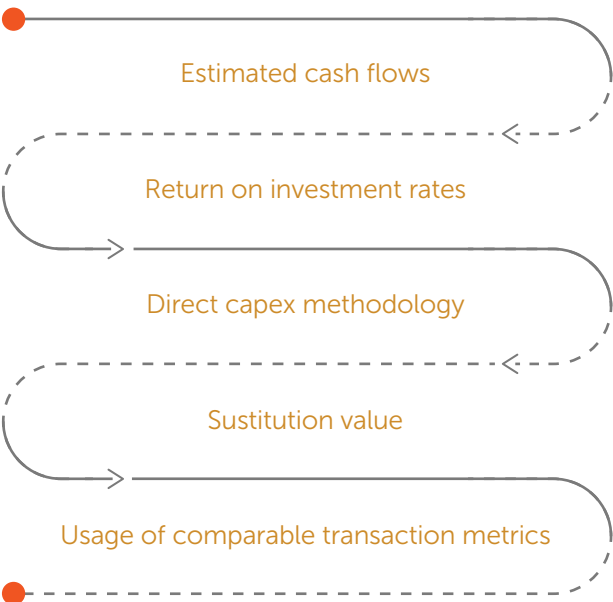 Estimated cash flows
Return on investment rates
Direct capex methodology
Sustitution value
Usage of comparable transaction metrics